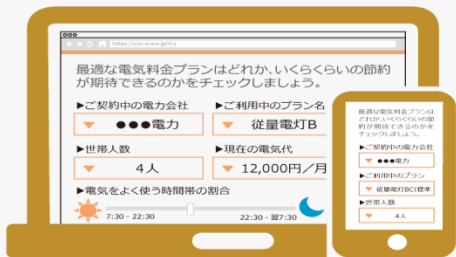 https://xxx.www.jp/try
最適な電気料金プランはどれか、いくらくらいの節約
が期待できるのかをチェックしましょう。
▶ご契約中の電力会社
▶ご利用中のプラン名
▼ ●●●電力
▼ 従量電灯B
▶世帯人数
▶現在の電気代
▼ 4人
▼ 12,000円／月
▶電気をよく使う時間帯の割合
7:30 - 22:30
22:30 - 翌7:30
最適な電気料金プランは
どれか、いくらくらいの節
約が期待できるのかを
チェックしましょう。
▶ご契約中の電力会社
▼ ●●●電力
▶ご利用中のプラン
▼ 従量電灯BC(標準
▶世帯人数
▼ 4人